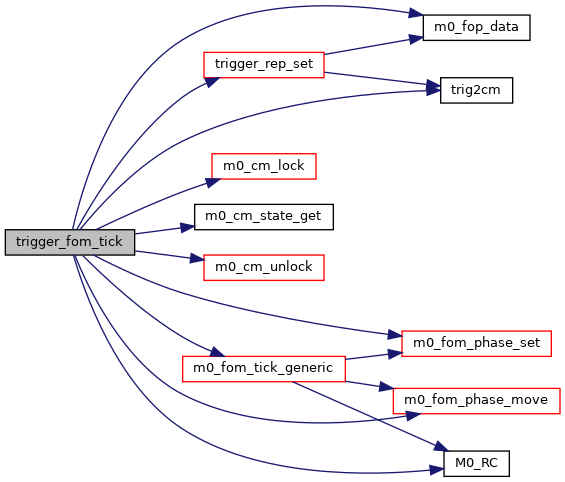 m0_fop_data
trigger_rep_set
trig2cm
m0_cm_lock
m0_cm_state_get
trigger_fom_tick
m0_cm_unlock
m0_fom_phase_set
m0_fom_tick_generic
m0_fom_phase_move
M0_RC